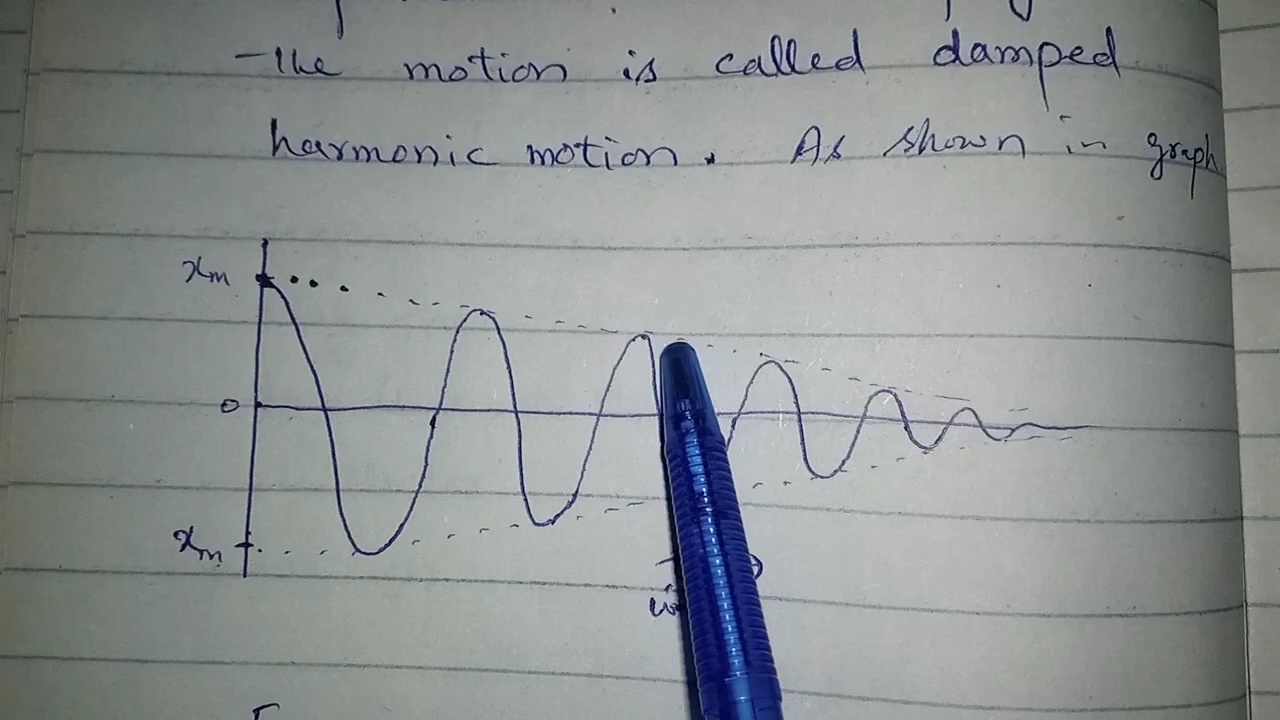 -the motion is called damped
harmonic motion. As shown in graph
xm
0
xm